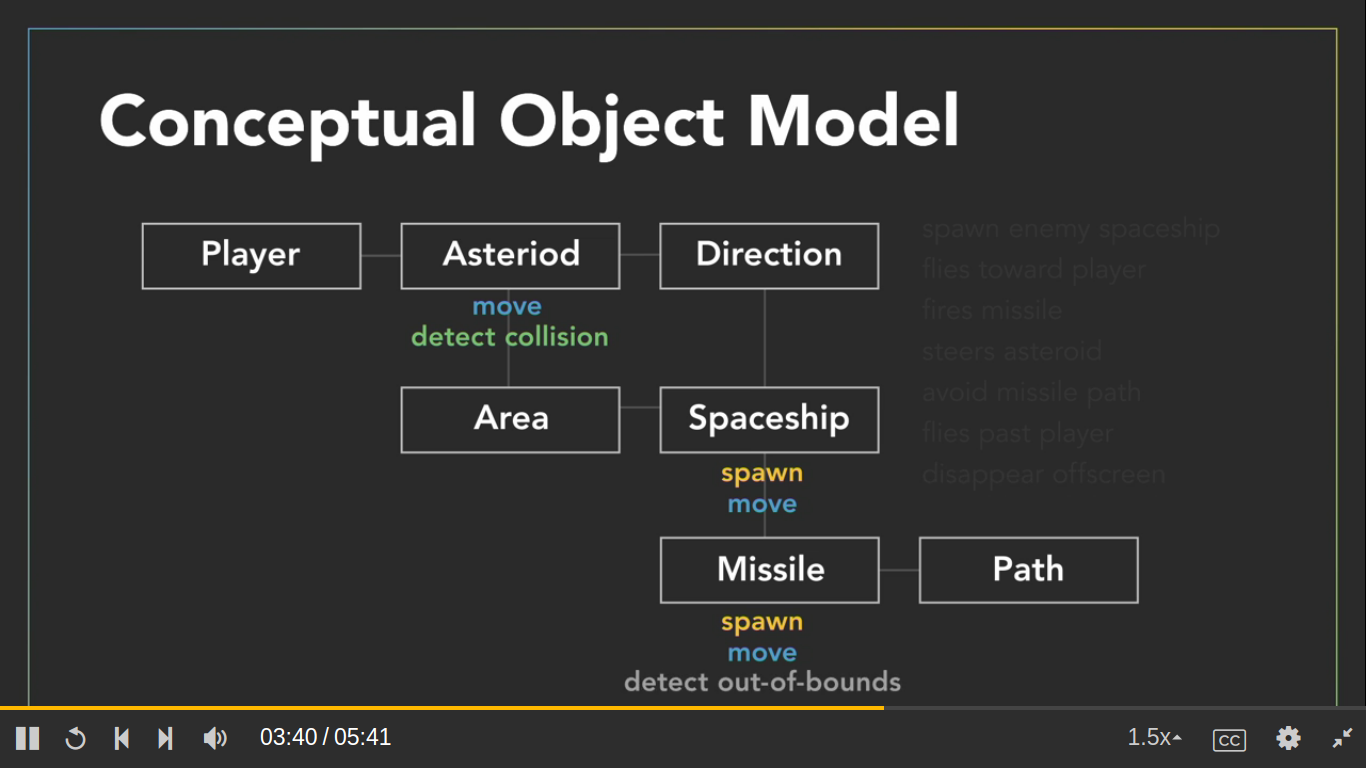 Conceptual Object Model
Player
Asteriod
Direction
spawn enemy spaceship
flies toward player
fires missile
steers asteroid
avoid missile path
flies past player
disappear offscreen
move
detect collision
Area
Spaceship
spawn
move
Missile
Path
spawn
move
detect out-of-bounds
03:40 / 05:41
1.5x
CC